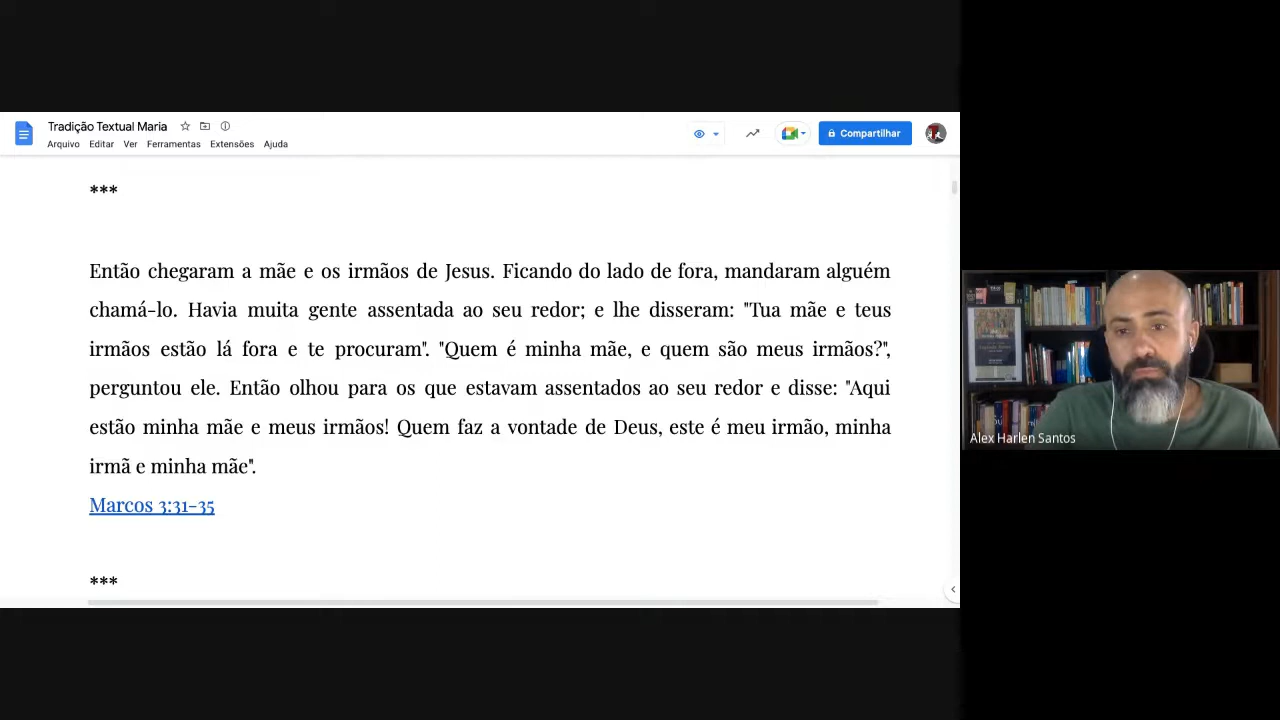 Tradição Textual Maria
Arquivo Editar Ver Ferramentas Extensões Ajuda
Compartilhar
***
Então chegaram a mãe e os irmãos de Jesus. Ficando do lado de fora, mandaram alguém
chamá-lo. Havia muita gente assentada ao seu redor; e lhe disseram: "Tua mãe e teus
irmãos estão lá fora e te procuram". "Quem é minha mãe, e quem são meus irmãos?",
perguntou ele. Então olhou para os que estavam assentados ao seu redor e disse: "Aqui
estão minha mãe e meus irmãos! Quem faz a vontade de Deus, este é meu irmão, minha
irmã e minha mãe".
Marcos 3:31-35
***
Alex Harlen Santos